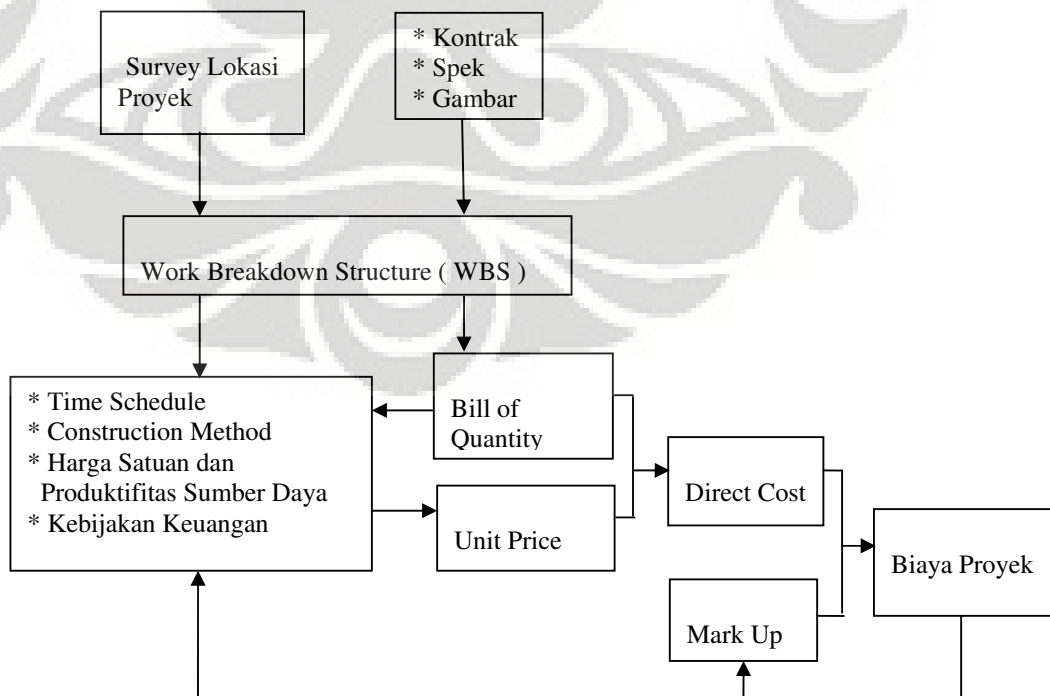 Survey Lokasi
Proyek
* Kontrak
* Spek
* Gambar
Work Breakdown Structure ( WBS )
* Time Schedule
* Construction Method
* Harga Satuan dan
Produktifitas Sumber Daya
* Kebijakan Keuangan
Bill of
Quantity
Unit Price
Direct Cost
Mark Up
Biaya Proyek